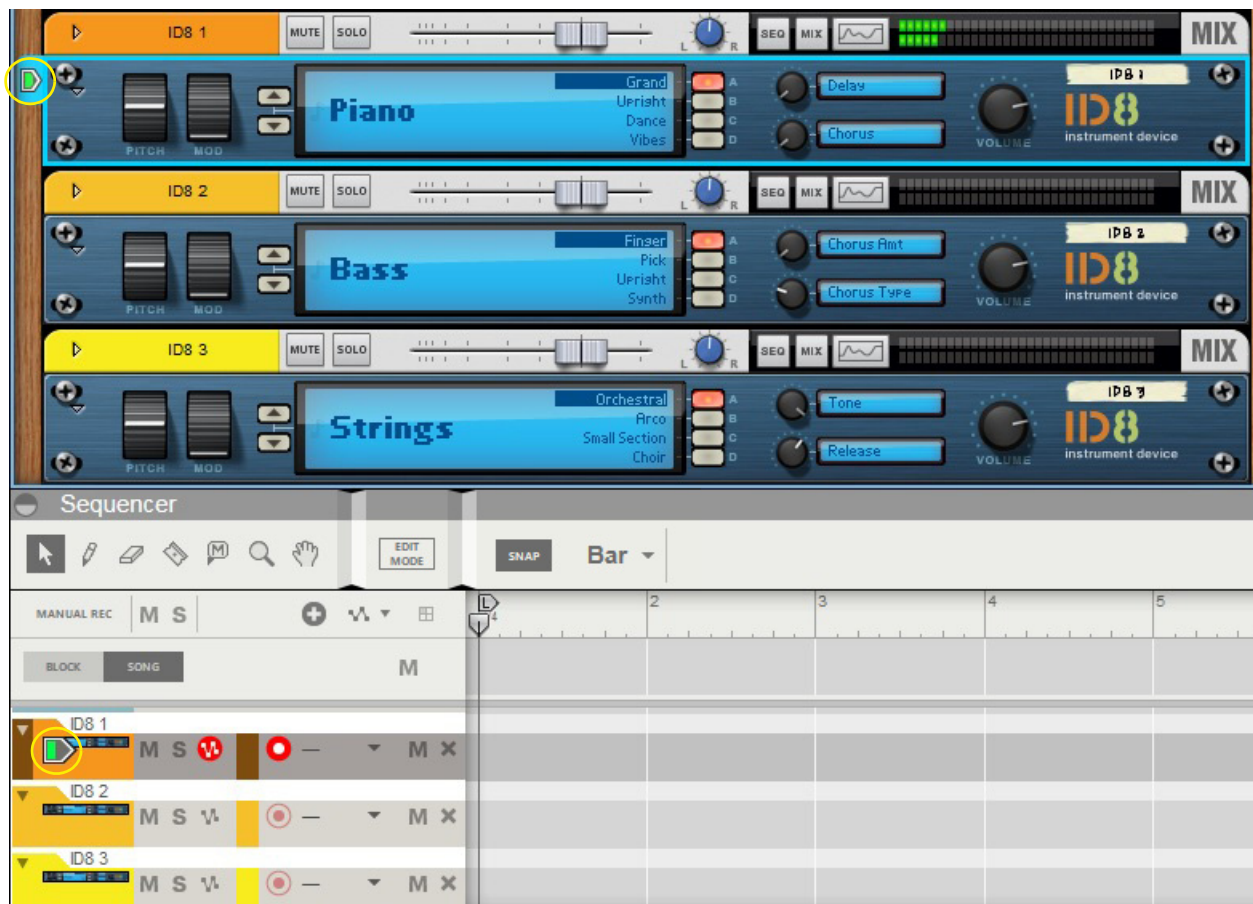 ID8 1 MUTE SOLO L R SEQ MIX MIX
Piano Grand A Delay ID8 1
Upright B ID8
Dance C Chorus instrument device
Vibes D
PITCH MOD VOLUME
ID8 2 MUTE SOLO L R SEQ MIX MIX
Bass Finger A Chorus Amt ID8 2
Pick B ID8
Upright C Chorus Type instrument device
Synth D
PITCH MOD VOLUME
ID8 3 MUTE SOLO L R SEQ MIX MIX
Strings Orchestral A Tone ID8 3
Arco B ID8
Small Section C Release instrument device
Choir D
PITCH MOD VOLUME
Sequencer
M EDIT MODE SNAP Bar
MANUAL REC M S L 4 2 3 4 5
BLOCK SONG M
ID8 1
M S M
ID8 2
M S M
ID8 3
M S M